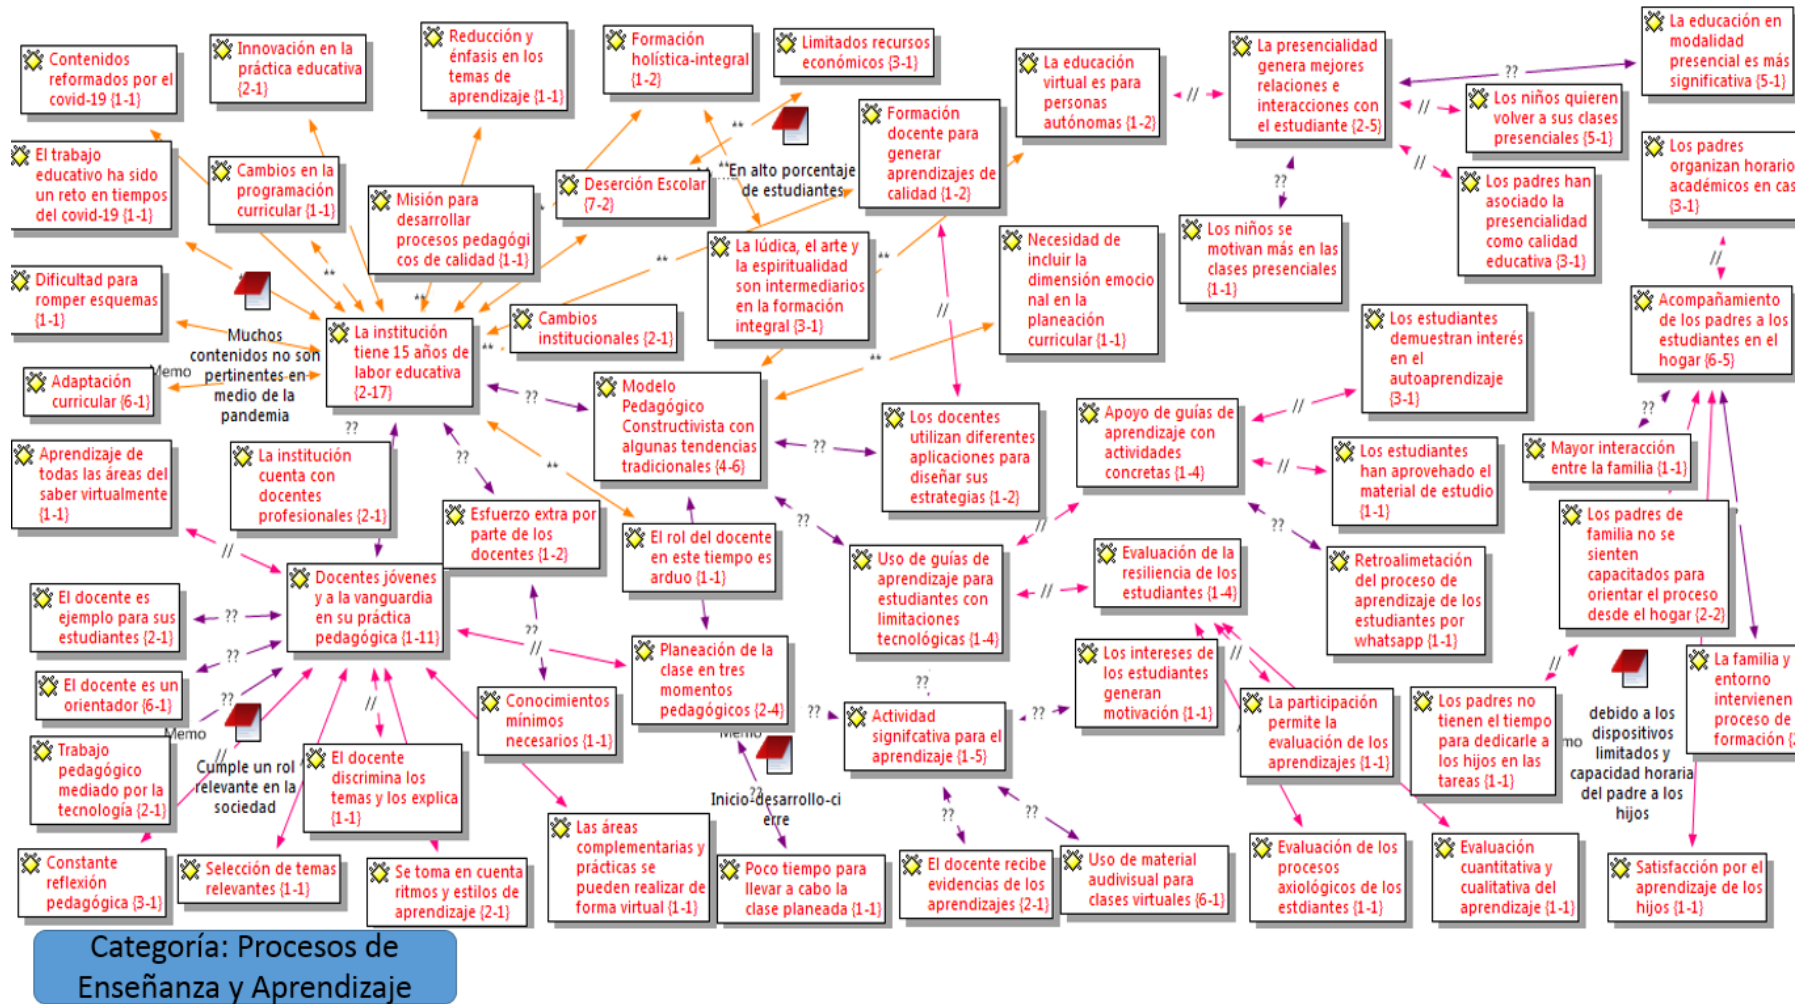 Contenidos
reformados por el
covid-19 {1-1}
Innovación en la
práctica educativa
{2-1}
Reducción y
énfasis en los
temas de
aprendizaje {1-1}
Formación
holística-integral
{1-2}
Limitados recursos
económicos {3-1}
La educación
virtual es para
personas
autónomas {1-2}
La presencialidad
genera mejores
relaciones e
interacciones con
el estudiante {2-5}
La educación en
modalidad
presencial es más
significativa {5-1}
Los niños quieren
volver a sus clases
presenciales {5-1}
Los padres
organizan horario
académicos en cas
{3-1}
Los padres han
asociado la
presencialidad
como calidad
educativa {3-1}
Los niños se
motivan más en las
clases presenciales
{1-1}
El trabajo
educativo ha sido
un reto en tiempos
del covid-19 {1-1}
Cambios en la
programación
curricular {1-1}
Misión para
desarrollar
procesos pedagógi
cos de calidad {1-1}
Deserción Escolar
{7-2}
En alto porcentaje
de estudiantes
Formación
docente para
generar
aprendizajes de
calidad {1-2}
La lúdica, el arte y
la espiritualidad
son intermediarios
en la formación
integral {3-1}
Necesidad de
incluir la
dimensión emocio
nal en la
planeación
curricular {1-1}
Dificultad para
romper esquemas
{1-1}
Muchos
contenidos no son
pertinentes en
medio de la
pandemia
Memo
La institución
tiene 15 años de
labor educativa
{2-17}
Cambios
institucionales {2-1}
Adaptación
curricular {6-1}
Modelo
Pedagógico
Constructivista con
algunas tendencias
tradicionales {4-6}
Los docentes
utilizan diferentes
aplicaciones para
diseñar sus
estrategias {1-2}
Apoyo de guías de
aprendizaje con
actividades
concretas {1-4}
Los estudiantes
demuestran interés
en el
autoaprendizaje
{3-1}
Acompañamiento
de los padres a los
estudiantes en el
hogar {6-5}
Mayor interacción
entre la familia {1-1}
Los estudiantes
han aprovehado el
material de estudio
{1-1}
Aprendizaje de
todas las áreas del
saber virtualmente
{1-1}
La institución
cuenta con
docentes
profesionales {2-1}
Esfuerzo extra por
parte de los
docentes {1-2}
El rol del docente
en este tiempo es
arduo {1-1}
Uso de guías de
aprendizaje para
estudiantes con
limitaciones
tecnológicas {1-4}
Evaluación de la
resiliencia de los
estudiantes {1-4}
Retroalimetación
del proceso de
aprendizaje de los
estudiantes por
whatsapp {1-1}
Los padres de
familia no se
sienten
capacitados para
orientar el proceso
desde el hogar {2-2}
El docente es
ejemplo para sus
estudiantes {2-1}
Docentes jóvenes
y a la vanguardia
en su práctica
pedagógica {1-11}
Planeación de la
clase en tres
momentos
pedagógicos {2-4}
Memo
Inicio-desarrollo-ci
erre
Los intereses de
los estudiantes
generan
motivación {1-1}
La participación
permite la
evaluación de los
aprendizajes {1-1}
Los padres no
tienen el tiempo
para dedicarle a
los hijos en las
tareas {1-1}
debido a los
dispositivos
limitados y
capacidad horaria
del padre a los
hijos
La familia y
entorno
intervienen
proceso de
formación {2
El docente es un
orientador {6-1}
Memo
Cumple un rol
relevante en la
sociedad
Conocimientos
mínimos
necesarios {1-1}
Actividad
signifcativa para el
aprendizaje {1-5}
Trabajo
pedagógico
mediado por la
tecnología {2-1}
El docente
discrimina los
temas y los explica
{1-1}
Constante
reflexión
pedagógica {3-1}
Selección de temas
relevantes {1-1}
Se toma en cuenta
ritmos y estilos de
aprendizaje {2-1}
Las áreas
complementarias y
prácticas se
pueden realizar de
forma virtual {1-1}
Poco tiempo para
llevar a cabo la
clase planeada {1-1}
El docente recibe
evidencias de los
aprendizajes {2-1}
Uso de material
audivisual para
clases virtuales {6-1}
Evaluación de los
procesos
axiológicos de los
estdiantes {1-1}
Evaluación
cuantitativa y
cualitativa del
aprendizaje {1-1}
Satisfacción por el
aprendizaje de los
hijos {1-1}
Categoría: Procesos de
Enseñanza y Aprendizaje